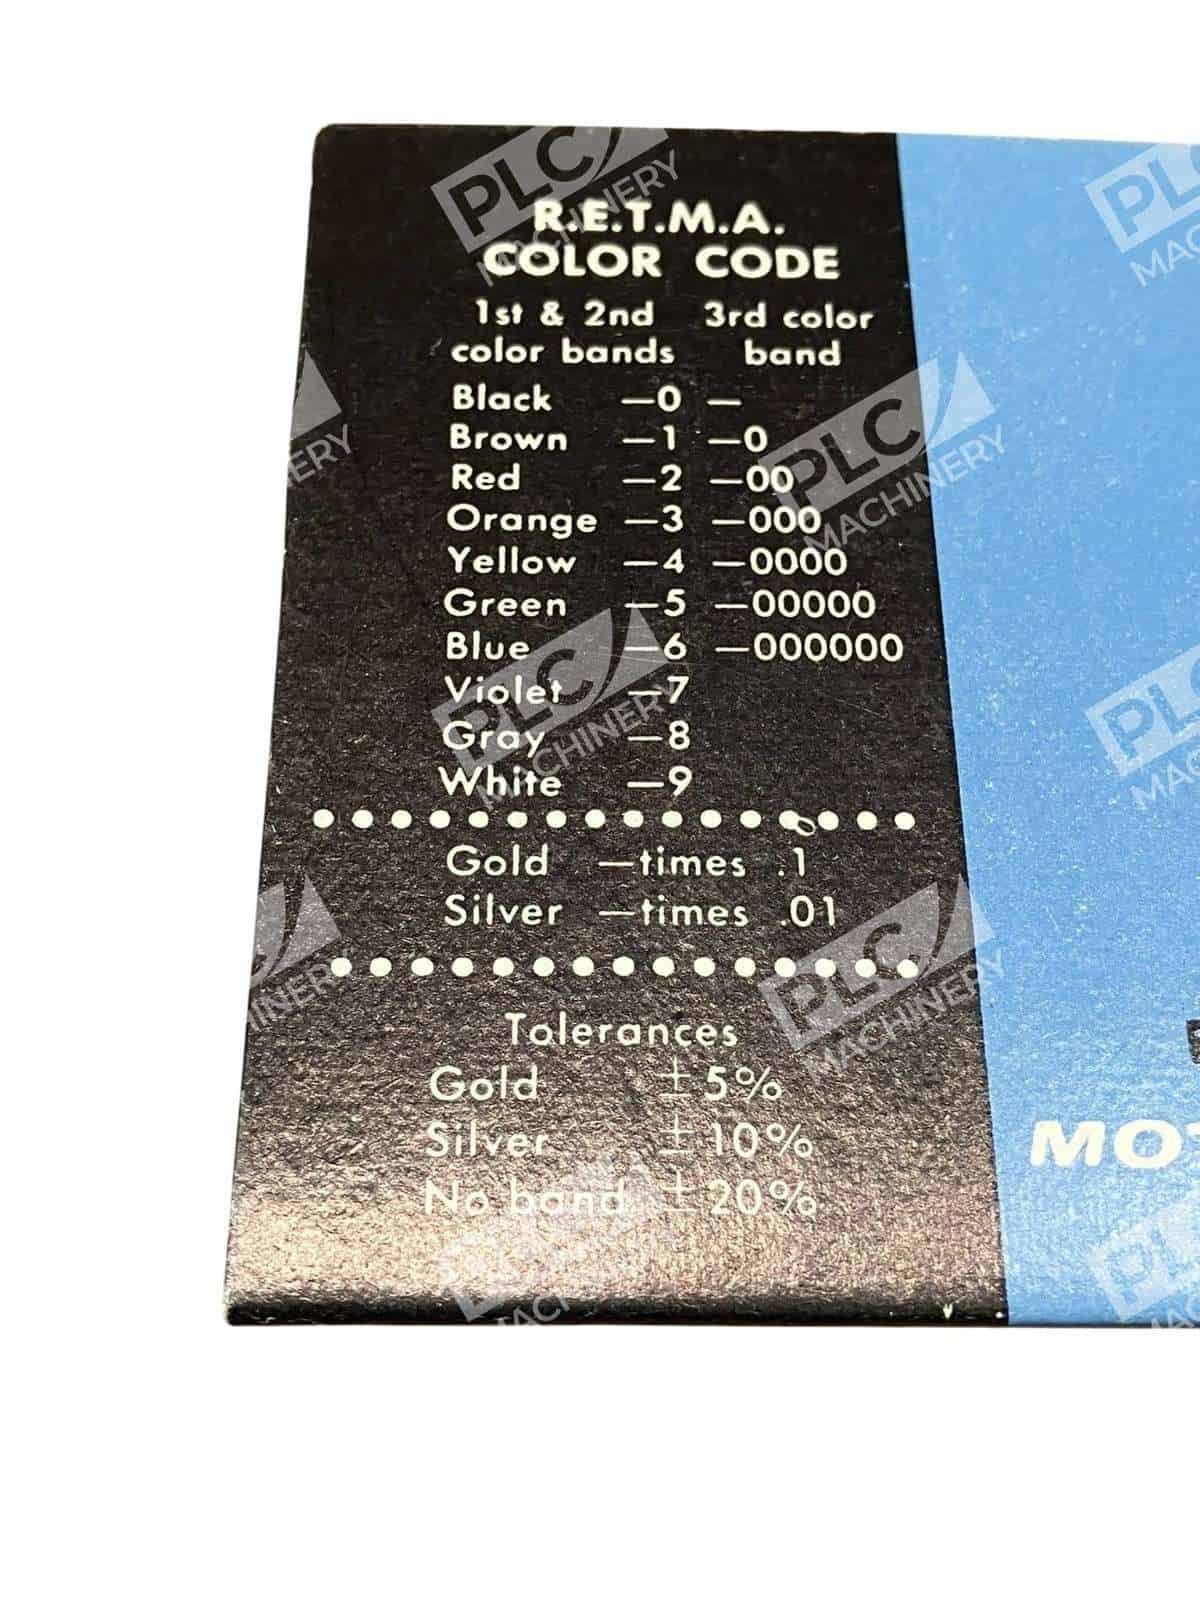 R.E.T.M.A.
COLOR CODE
1st & 2nd 3rd color
color bands band
Black —0 —
Brown —1 —0
Red —2 —00
Orange —3 —000
Yellow —4 —0000
Green —5 —00000
Blue —6 —000000
Violet —7
Gray —8
White —9
Gold —times .1
Silver —times .01
Tolerances
Gold ±5%
Silver ±10%
No band ±20%
MO
PLC
MACHINERY